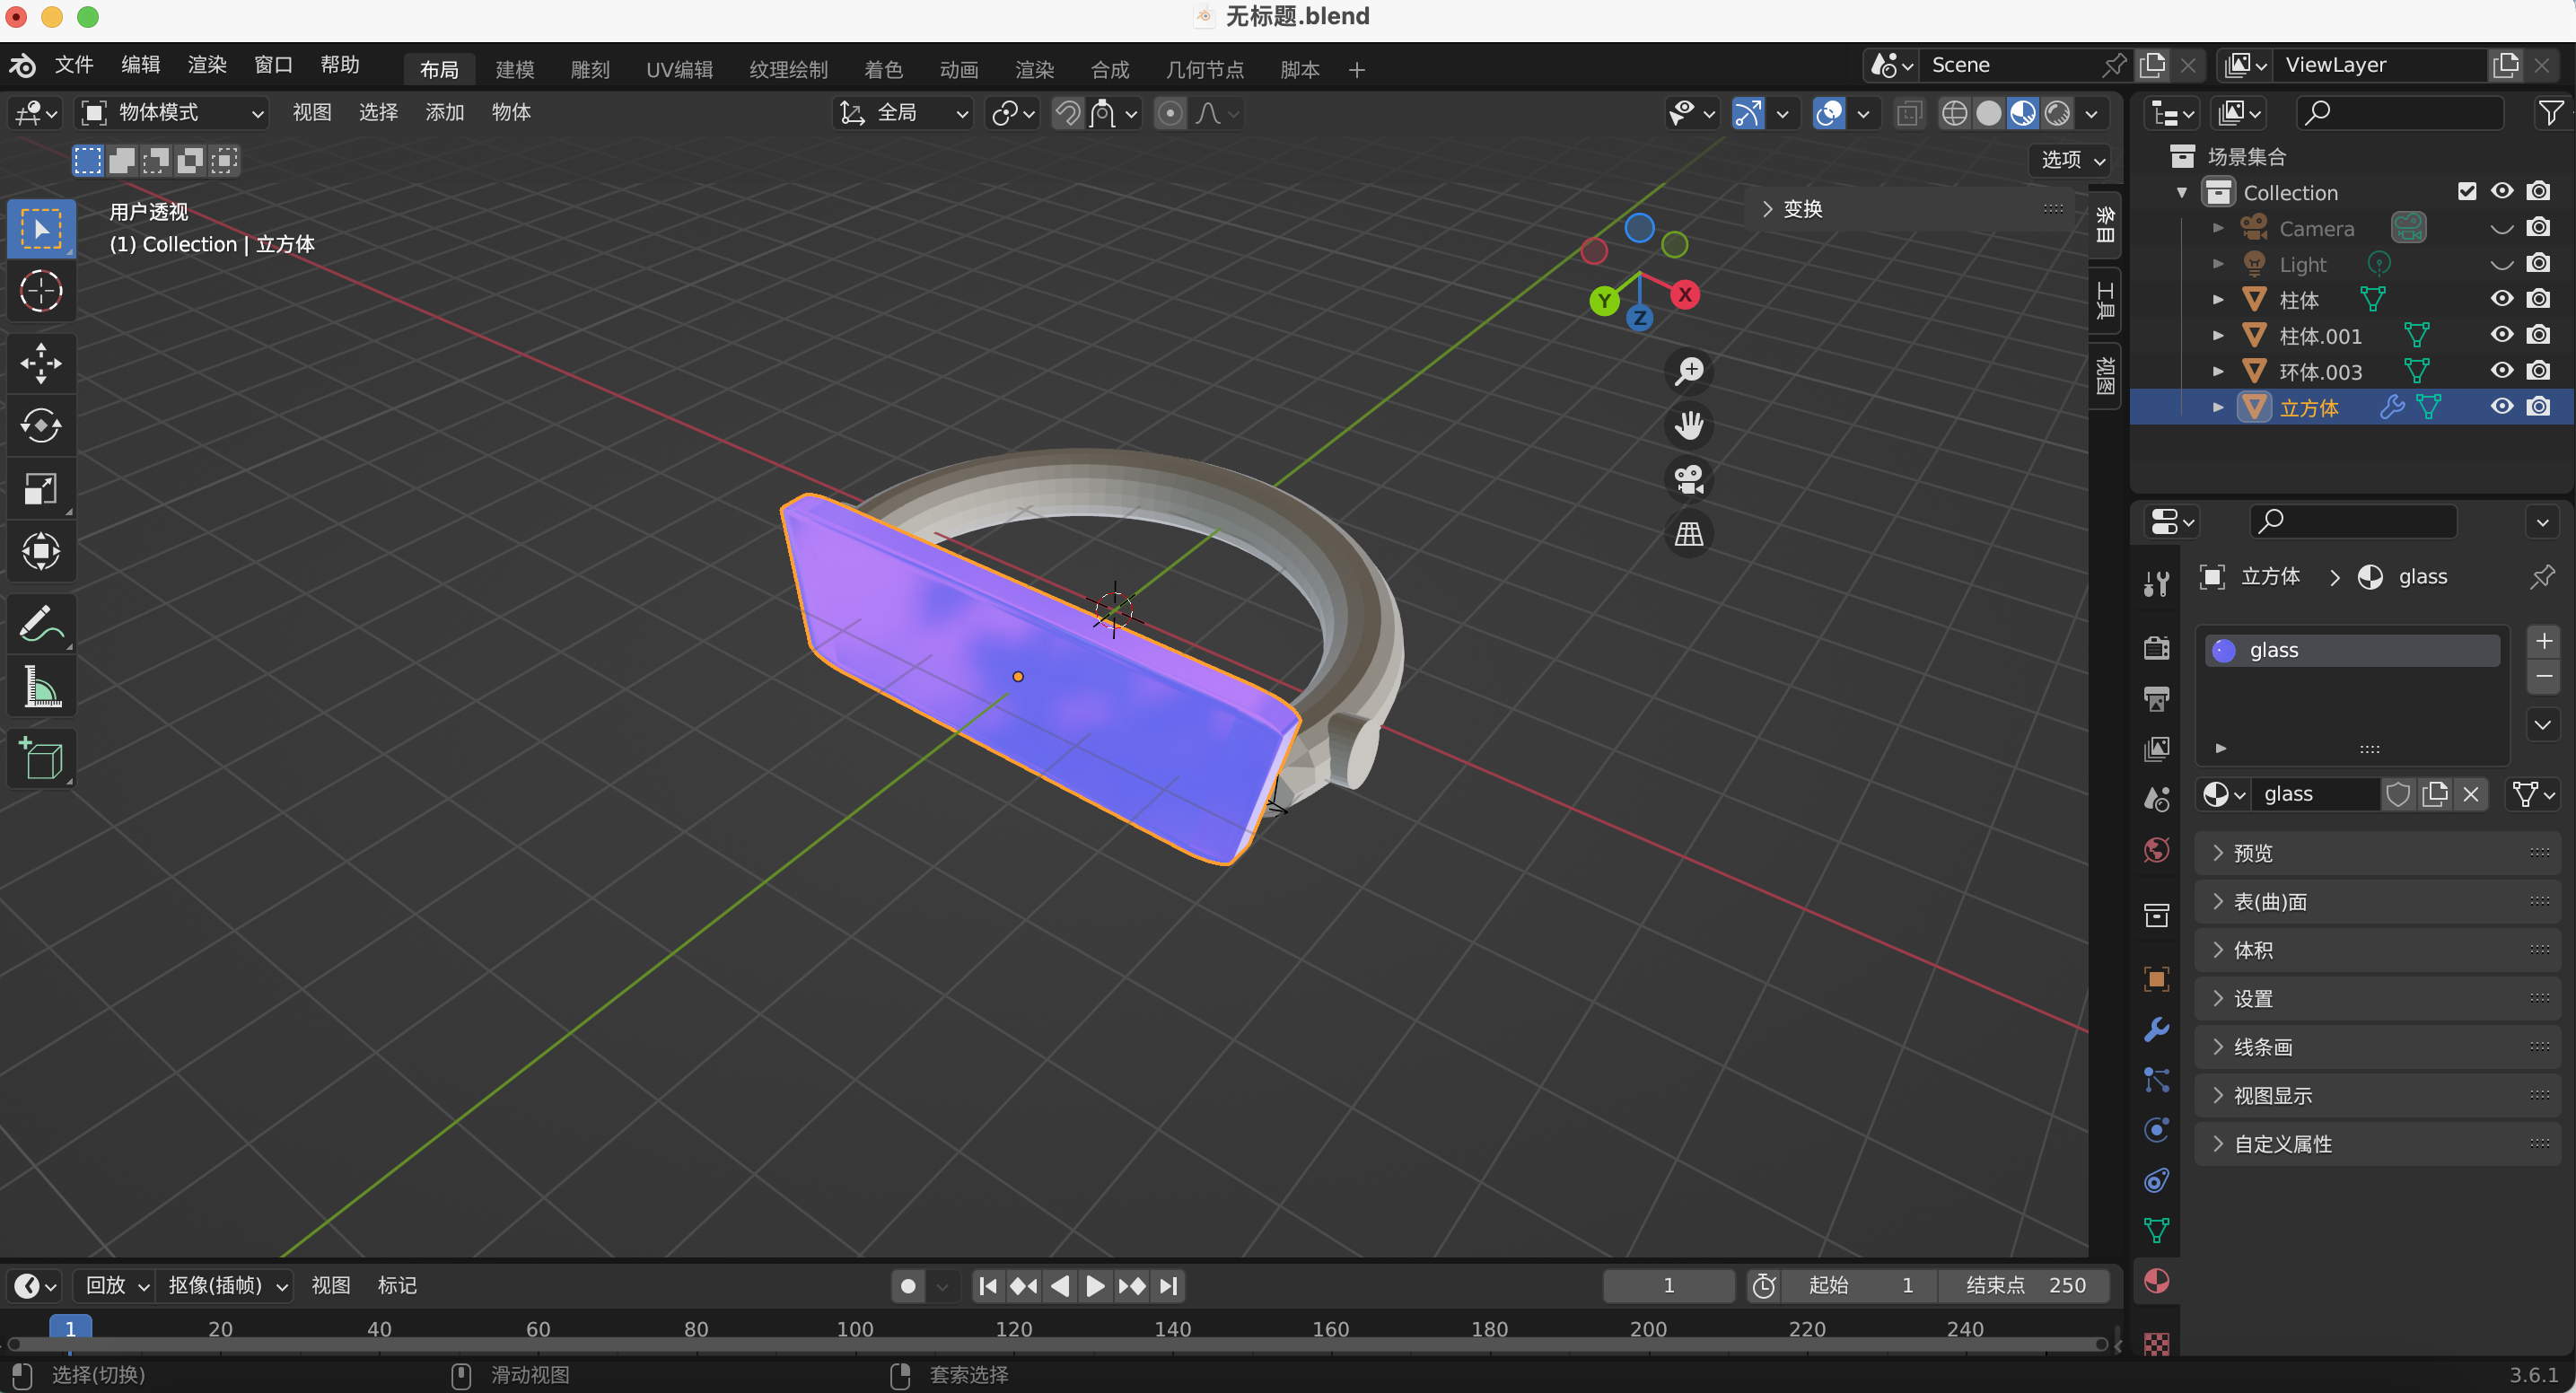 无标题.blend
文件 编辑 渲染 窗口 帮助 布局 建模 雕刻 UV编辑 纹理绘制 着色 动画 渲染 合成 几何节点 脚本 + Scene ViewLayer
物体模式 视图 选择 添加 物体 全局
选项
用户透视
(1) Collection | 立方体
变换
条目
工具
视图
X
Y
Z
场景集合
Collection
Camera
Light
柱体
柱体.001
环体.003
立方体
立方体 glass
glass
glass
预览
表(曲)面
体积
设置
线条画
视图显示
自定义属性
回放 抠像(插帧) 视图 标记 1 起始 1 结束点 250
1 20 40 60 80 100 120 140 160 180 200 220 240
选择(切换) 滑动视图 套索选择 3.6.1